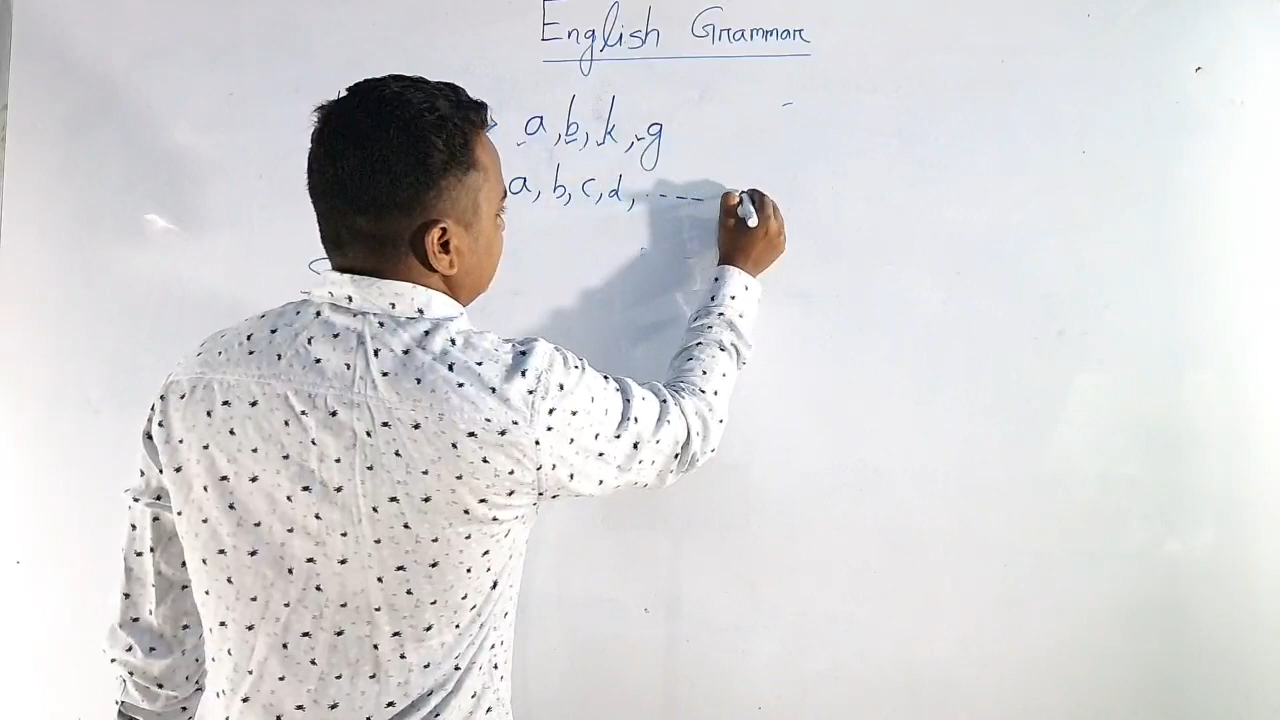 English Grammar
a, b, k, g
a, b, c, d, -----